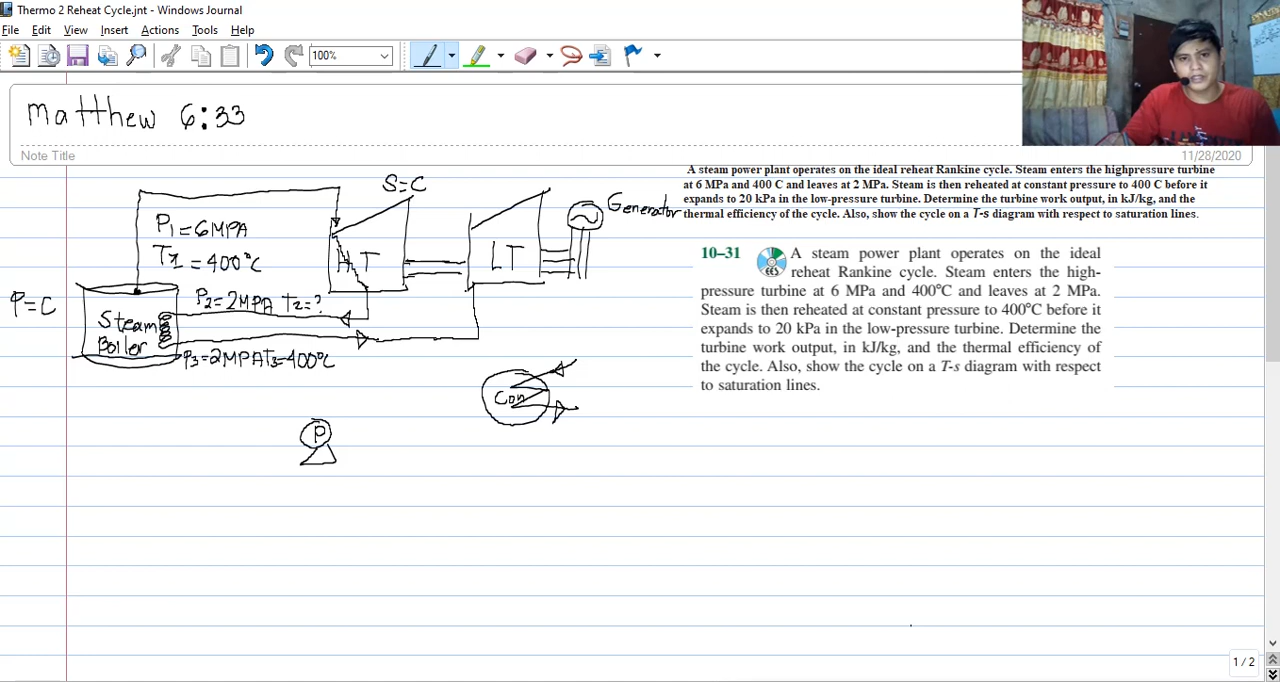 Thermo 2 Reheat Cycle.jnt - Windows Journal
File Edit View Insert Actions Tools Help
100%
Matthew 6:33
Note Title
11/28/2020
A steam power plant operates on the ideal reheat Rankine cycle. Steam enters the highpressure turbine
at 6 MPa and 400 C and leaves at 2 MPa. Steam is then reheated at constant pressure to 400 C before it
expands to 20 kPa in the low-pressure turbine. Determine the turbine work output, in kJ/kg, and the
thermal efficiency of the cycle. Also, show the cycle on a T-s diagram with respect to saturation lines.
S=C
Generator
P1=6MPA
T1=400°C
HT
LT
P=C
P2=2MPA T2=?
Steam
Boiler
P3=2MPA T3=400°C
Con
P
10–31 A steam power plant operates on the ideal
EES reheat Rankine cycle. Steam enters the high-
pressure turbine at 6 MPa and 400°C and leaves at 2 MPa.
Steam is then reheated at constant pressure to 400°C before it
expands to 20 kPa in the low-pressure turbine. Determine the
turbine work output, in kJ/kg, and the thermal efficiency of
the cycle. Also, show the cycle on a T-s diagram with respect
to saturation lines.
1 / 2